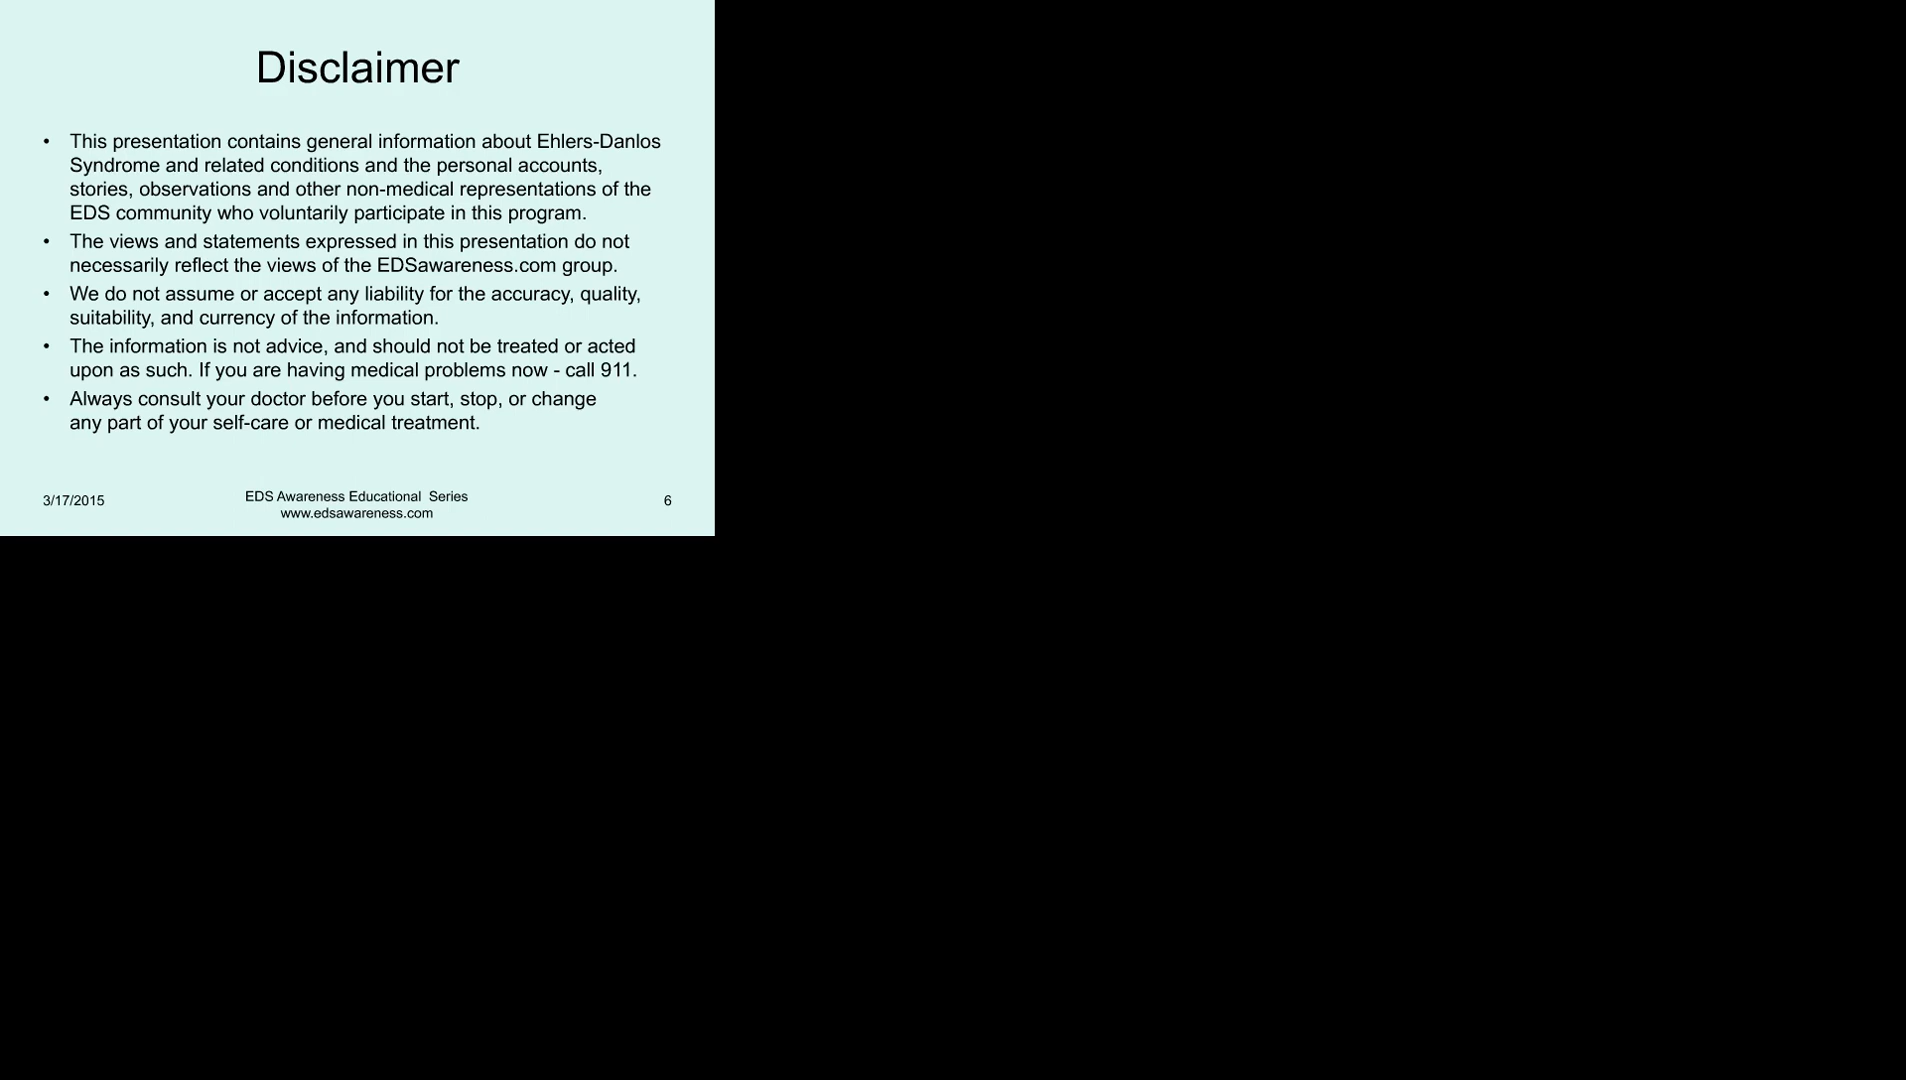 Disclaimer
• This presentation contains general information about Ehlers-Danlos
Syndrome and related conditions and the personal accounts,
stories, observations and other non-medical representations of the
EDS community who voluntarily participate in this program.
• The views and statements expressed in this presentation do not
necessarily reflect the views of the EDSawareness.com group.
• We do not assume or accept any liability for the accuracy, quality,
suitability, and currency of the information.
• The information is not advice, and should not be treated or acted
upon as such. If you are having medical problems now - call 911.
• Always consult your doctor before you start, stop, or change
any part of your self-care or medical treatment.
3/17/2015
EDS Awareness Educational  Series
www.edsawareness.com
6